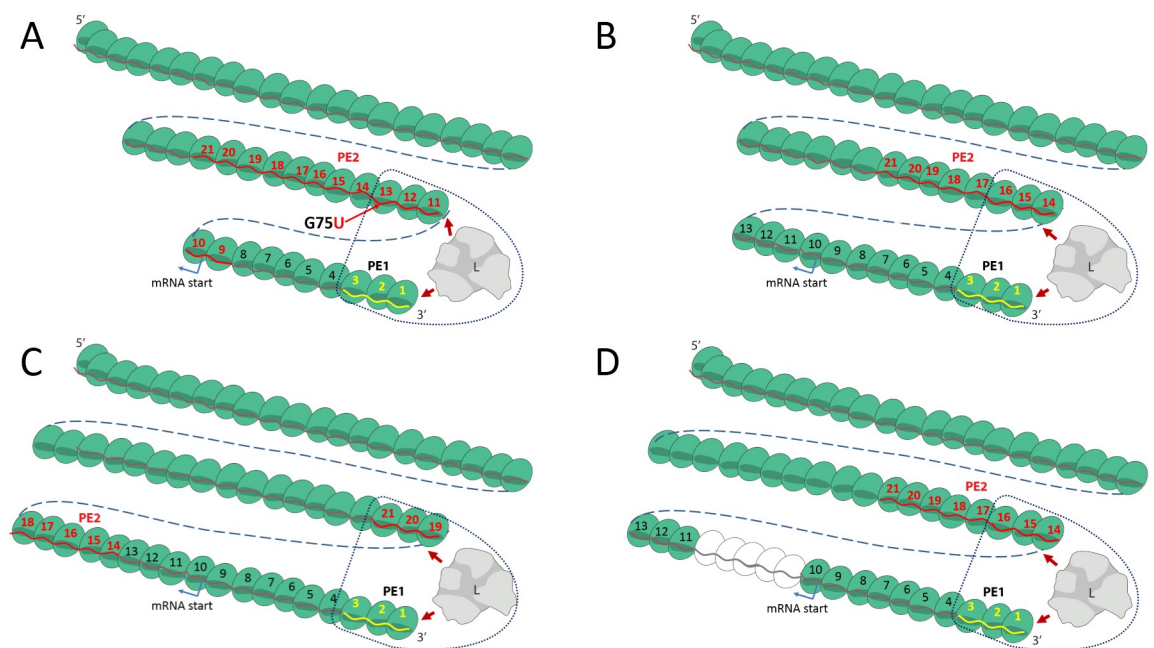 A
5'
21 20 19 18 17 16 15 14 13 12 11
PE2
G75U
10 9 8 7 6 5 4 3 2 1
PE1
L
mRNA start
3'
B
21 20 19 18 17 16 15 14
PE2
13 12 11 10 9 8 7 6 5 4 3 2 1
PE1
L
mRNA start
3'
C
5'
21 20 19
18 17 16 15 14 13 12 11 10 9 8 7 6 5 4 3 2 1
PE2
PE1
L
mRNA start
3'
D
5'
PE2
21 20 19 18 17 16 15 14
13 12 11 10 9 8 7 6 5 4 3 2 1
PE1
L
mRNA start
3'